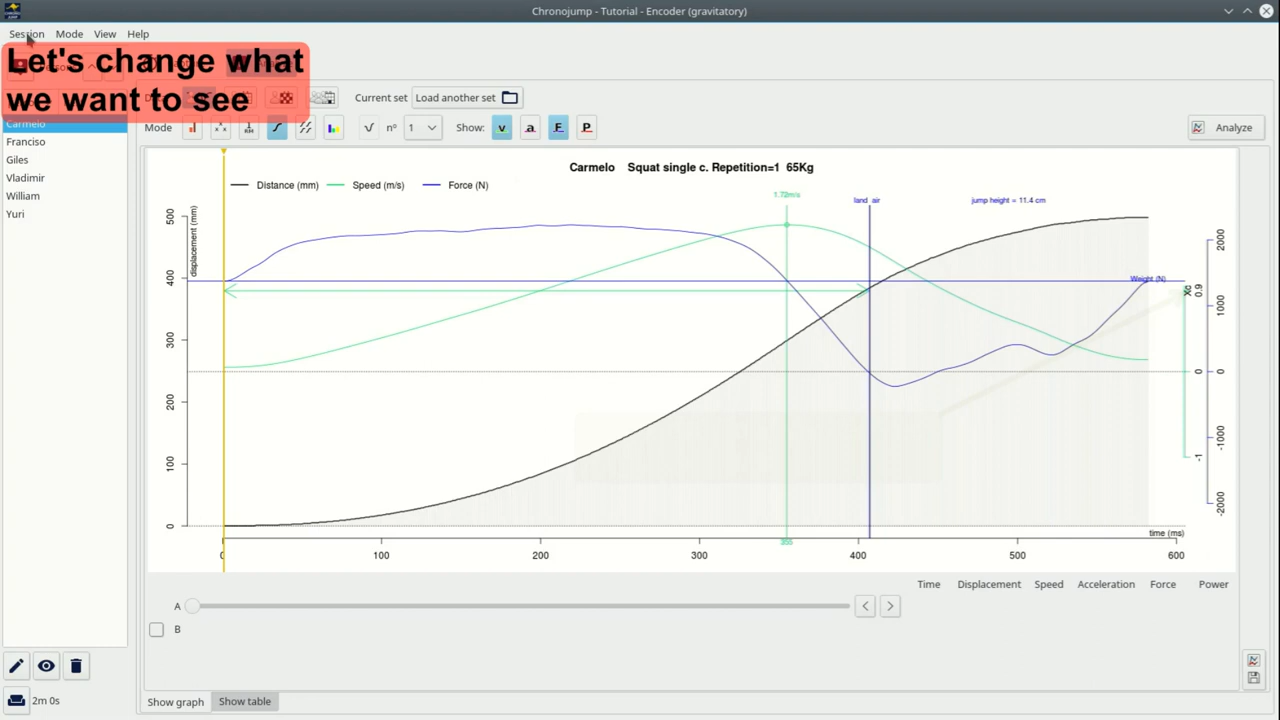 Chronojump - Tutorial - Encoder (gravitatory)
Session Mode View Help
Let's change what
we want to see
Current set Load another set
Carmelo
Franciso
Giles
Vladimir
William
Yuri
Mode nº 1 Show: v a F P Analyze
Carmelo Squat single c. Repetition=1 65Kg
Distance (mm) Speed (m/s) Force (N)
1.72m/s
land air
jump height = 11.4 cm
displacement (mm)
500
400
300
200
100
0
Weight (N)
0.9
0
-1
2000
1000
0
-1000
-2000
355
time (ms)
0 100 200 300 400 500 600
Time Displacement Speed Acceleration Force Power
A
B
2m 0s
Show graph Show table